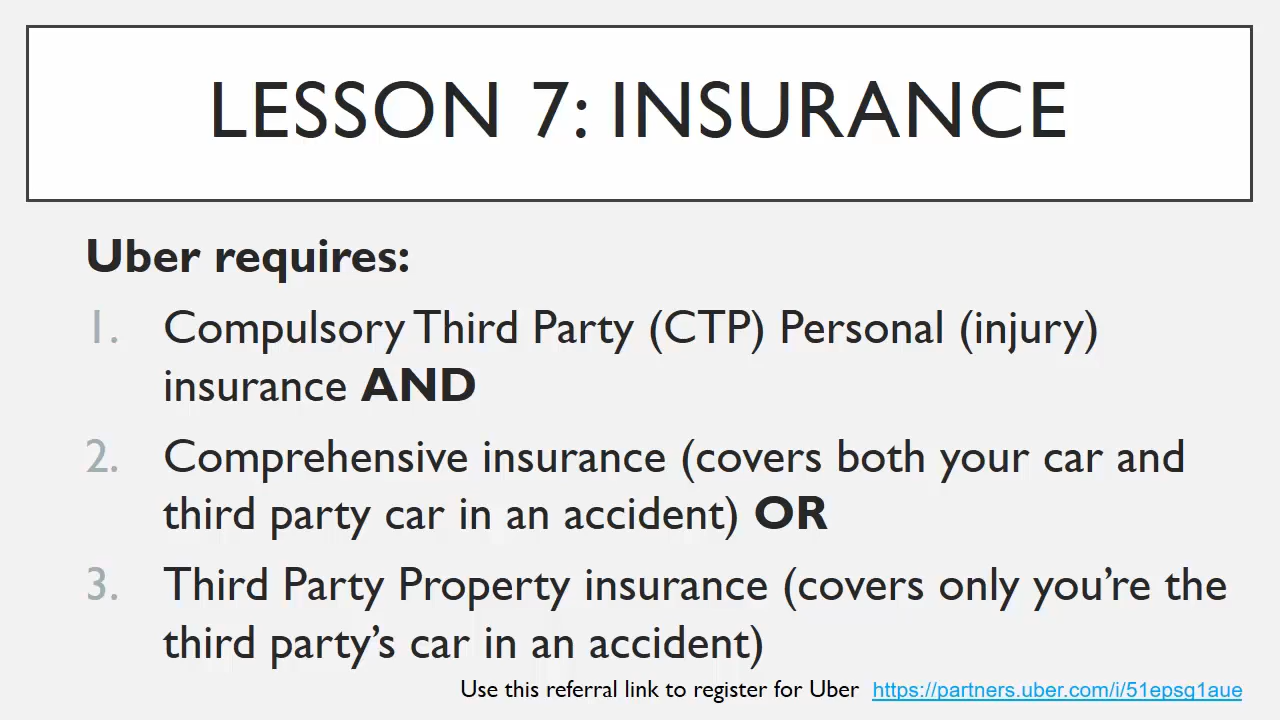 LESSON 7: INSURANCE
Uber requires:
1. Compulsory Third Party (CTP) Personal (injury)
insurance AND
2. Comprehensive insurance (covers both your car and
third party car in an accident) OR
3. Third Party Property insurance (covers only you’re the
third party’s car in an accident)
Use this referral link to register for Uber https://partners.uber.com/i/51epsq1aue